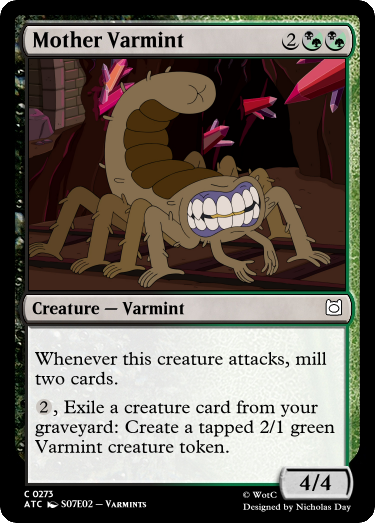 Mother Varmint 2
Creature — Varmint
Whenever this creature attacks, mill
two cards.
2, Exile a creature card from your
graveyard: Create a tapped 2/1 green
Varmint creature token.
4/4
C 0273
ATC S07E02 – Varmints
© WotC
Designed by Nicholas Day